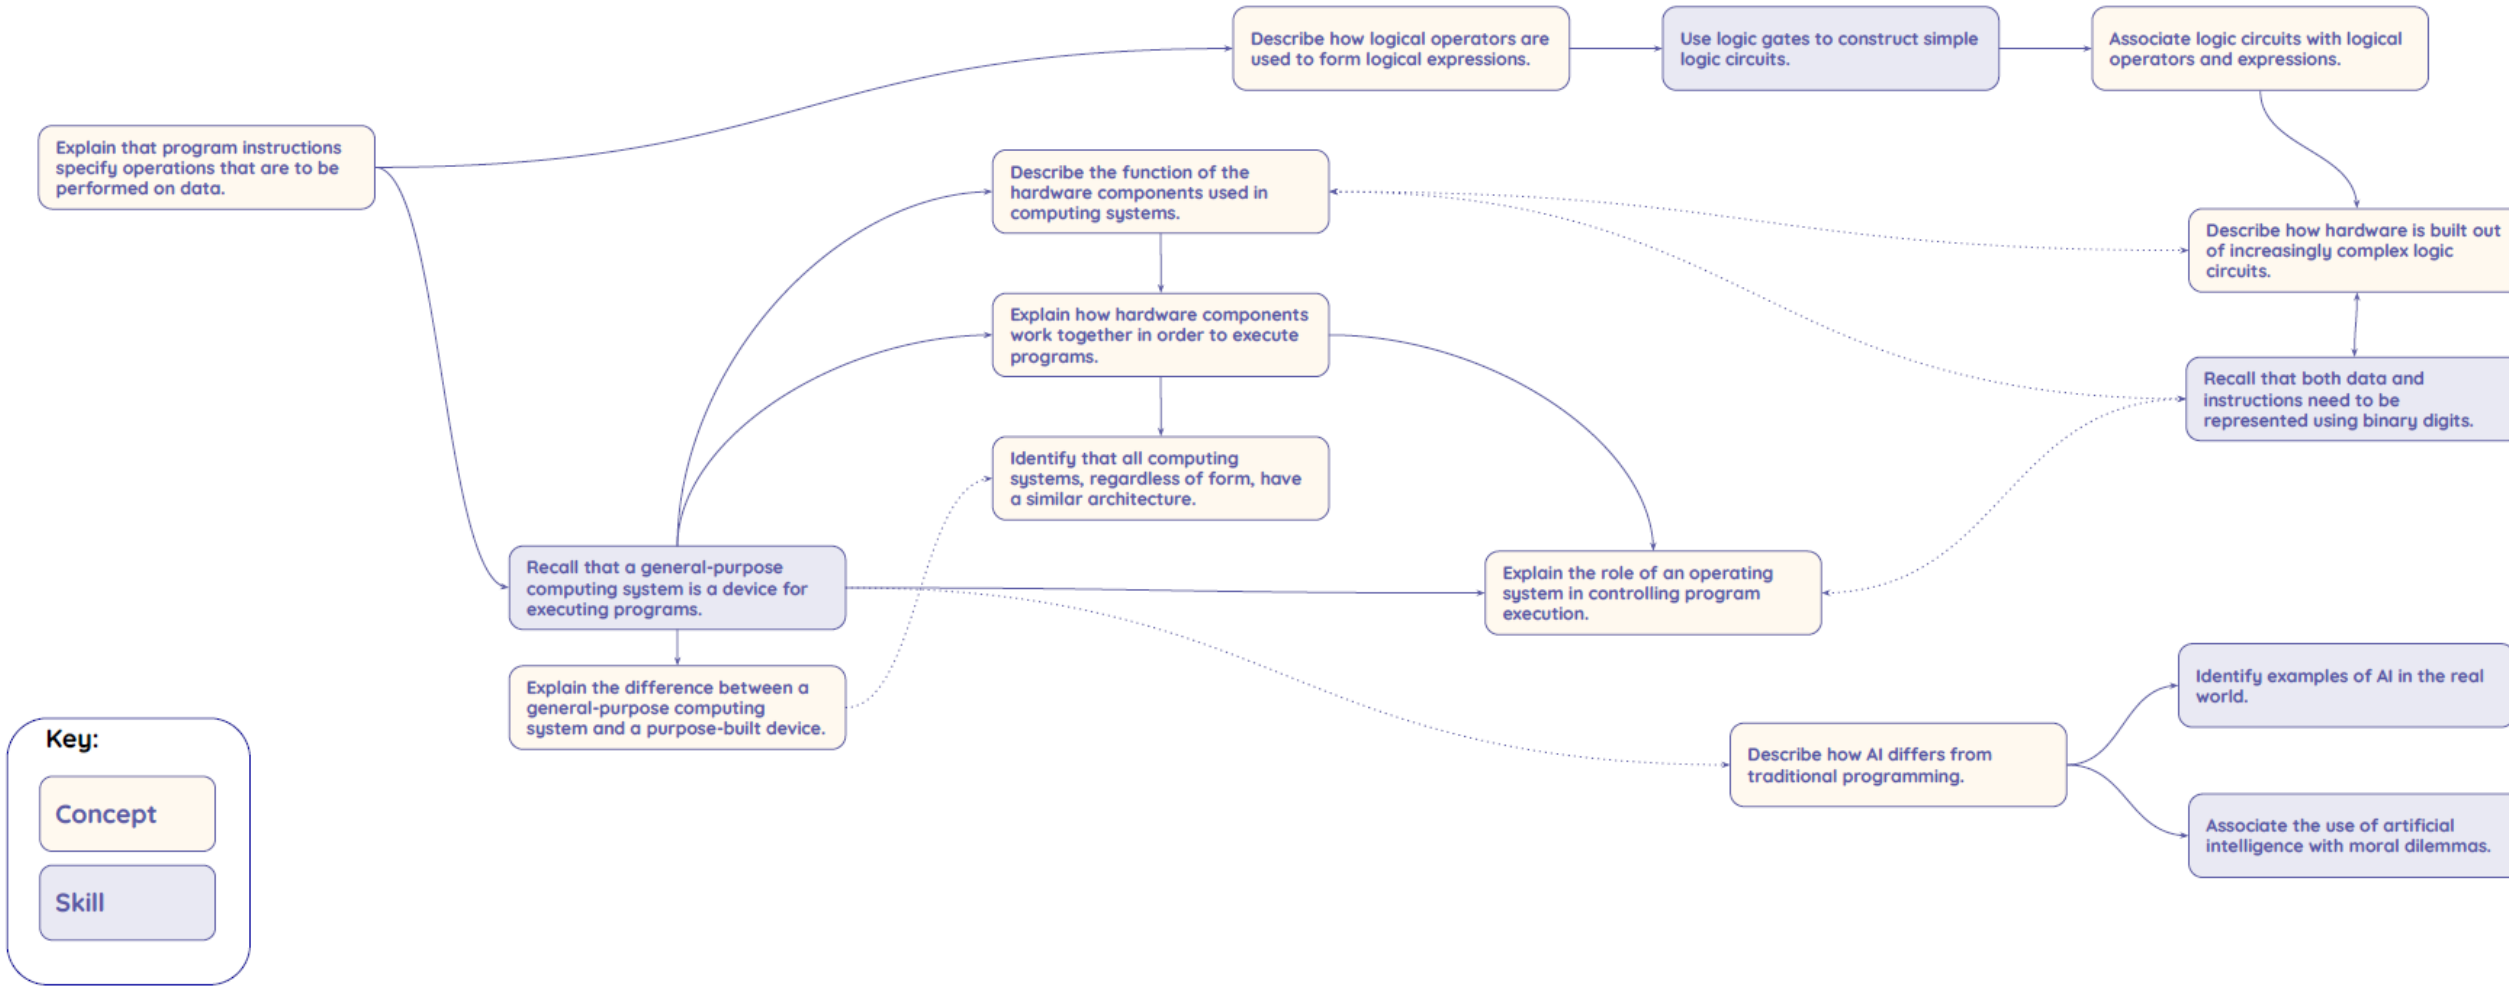 Describe how logical operators are
used to form logical expressions.
Use logic gates to construct simple
logic circuits.
Associate logic circuits with logical
operators and expressions.
Explain that program instructions
specify operations that are to be
performed on data.
Describe the function of the
hardware components used in
computing systems.
Describe how hardware is built out
of increasingly complex logic
circuits.
Explain how hardware components
work together in order to execute
programs.
Recall that both data and
instructions need to be
represented using binary digits.
Identify that all computing
systems, regardless of form, have
a similar architecture.
Recall that a general-purpose
computing system is a device for
executing programs.
Explain the role of an operating
system in controlling program
execution.
Explain the difference between a
general-purpose computing
system and a purpose-built device.
Identify examples of AI in the real
world.
Describe how AI differs from
traditional programming.
Associate the use of artificial
intelligence with moral dilemmas.
Key:
Concept
Skill